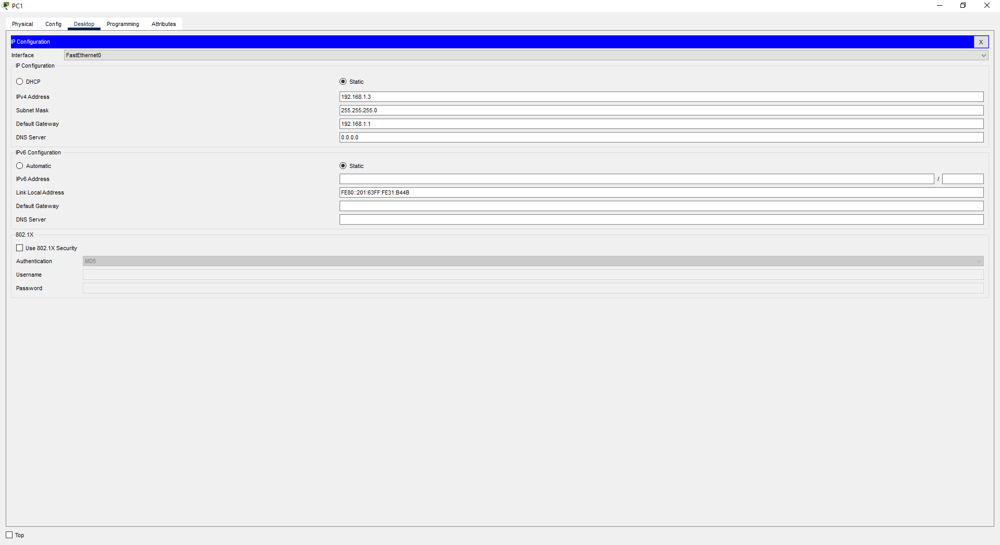 PC1
Physical Config Desktop Programming Attributes
IP Configuration X
Interface FastEthernet0
IP Configuration
DHCP Static
IPv4 Address 192.168.1.3
Subnet Mask 255.255.255.0
Default Gateway 192.168.1.1
DNS Server 0.0.0.0
IPv6 Configuration
Automatic Static
IPv6 Address /
Link Local Address FE80::201:63FF:FE31:B44B
Default Gateway
DNS Server
802.1X
Use 802.1X Security
Authentication MD5
Username
Password
Top